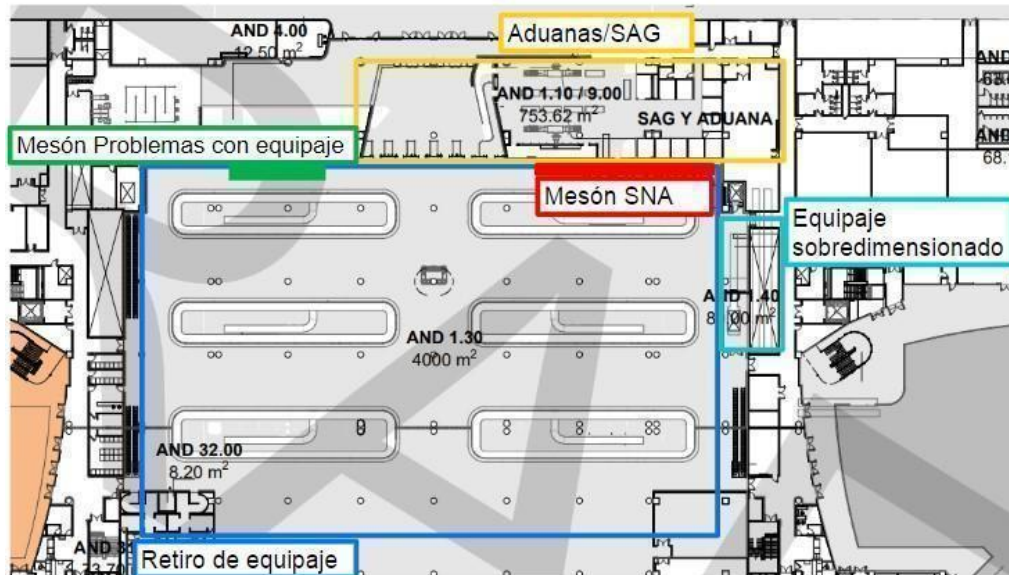 AND 4.00
12.50 m²
Aduanas/SAG
AND 1.10 / 9.00
753.62 m²
SAG Y ADUANA
Mesón Problemas con equipaje
Mesón SNA
Equipaje
sobredimensionado
AND 1.40
AND 1.30
4000 m²
AND 32.00
8.20 m²
Retiro de equipaje